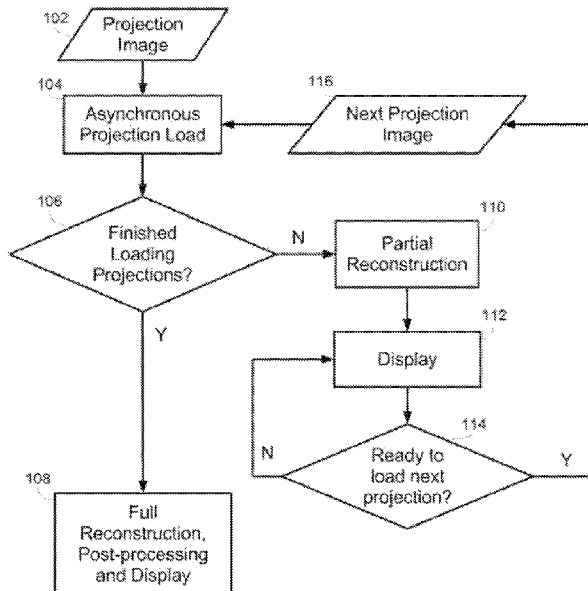 102
Projection
Image
104
Asynchronous
Projection Load
116
Next Projection
Image
106
Finished
Loading
Projections?
N
110
Partial
Reconstruction
Y
112
Display
N
114
Ready to
load next
projection?
Y
108
Full
Reconstruction,
Post-processing
and Display